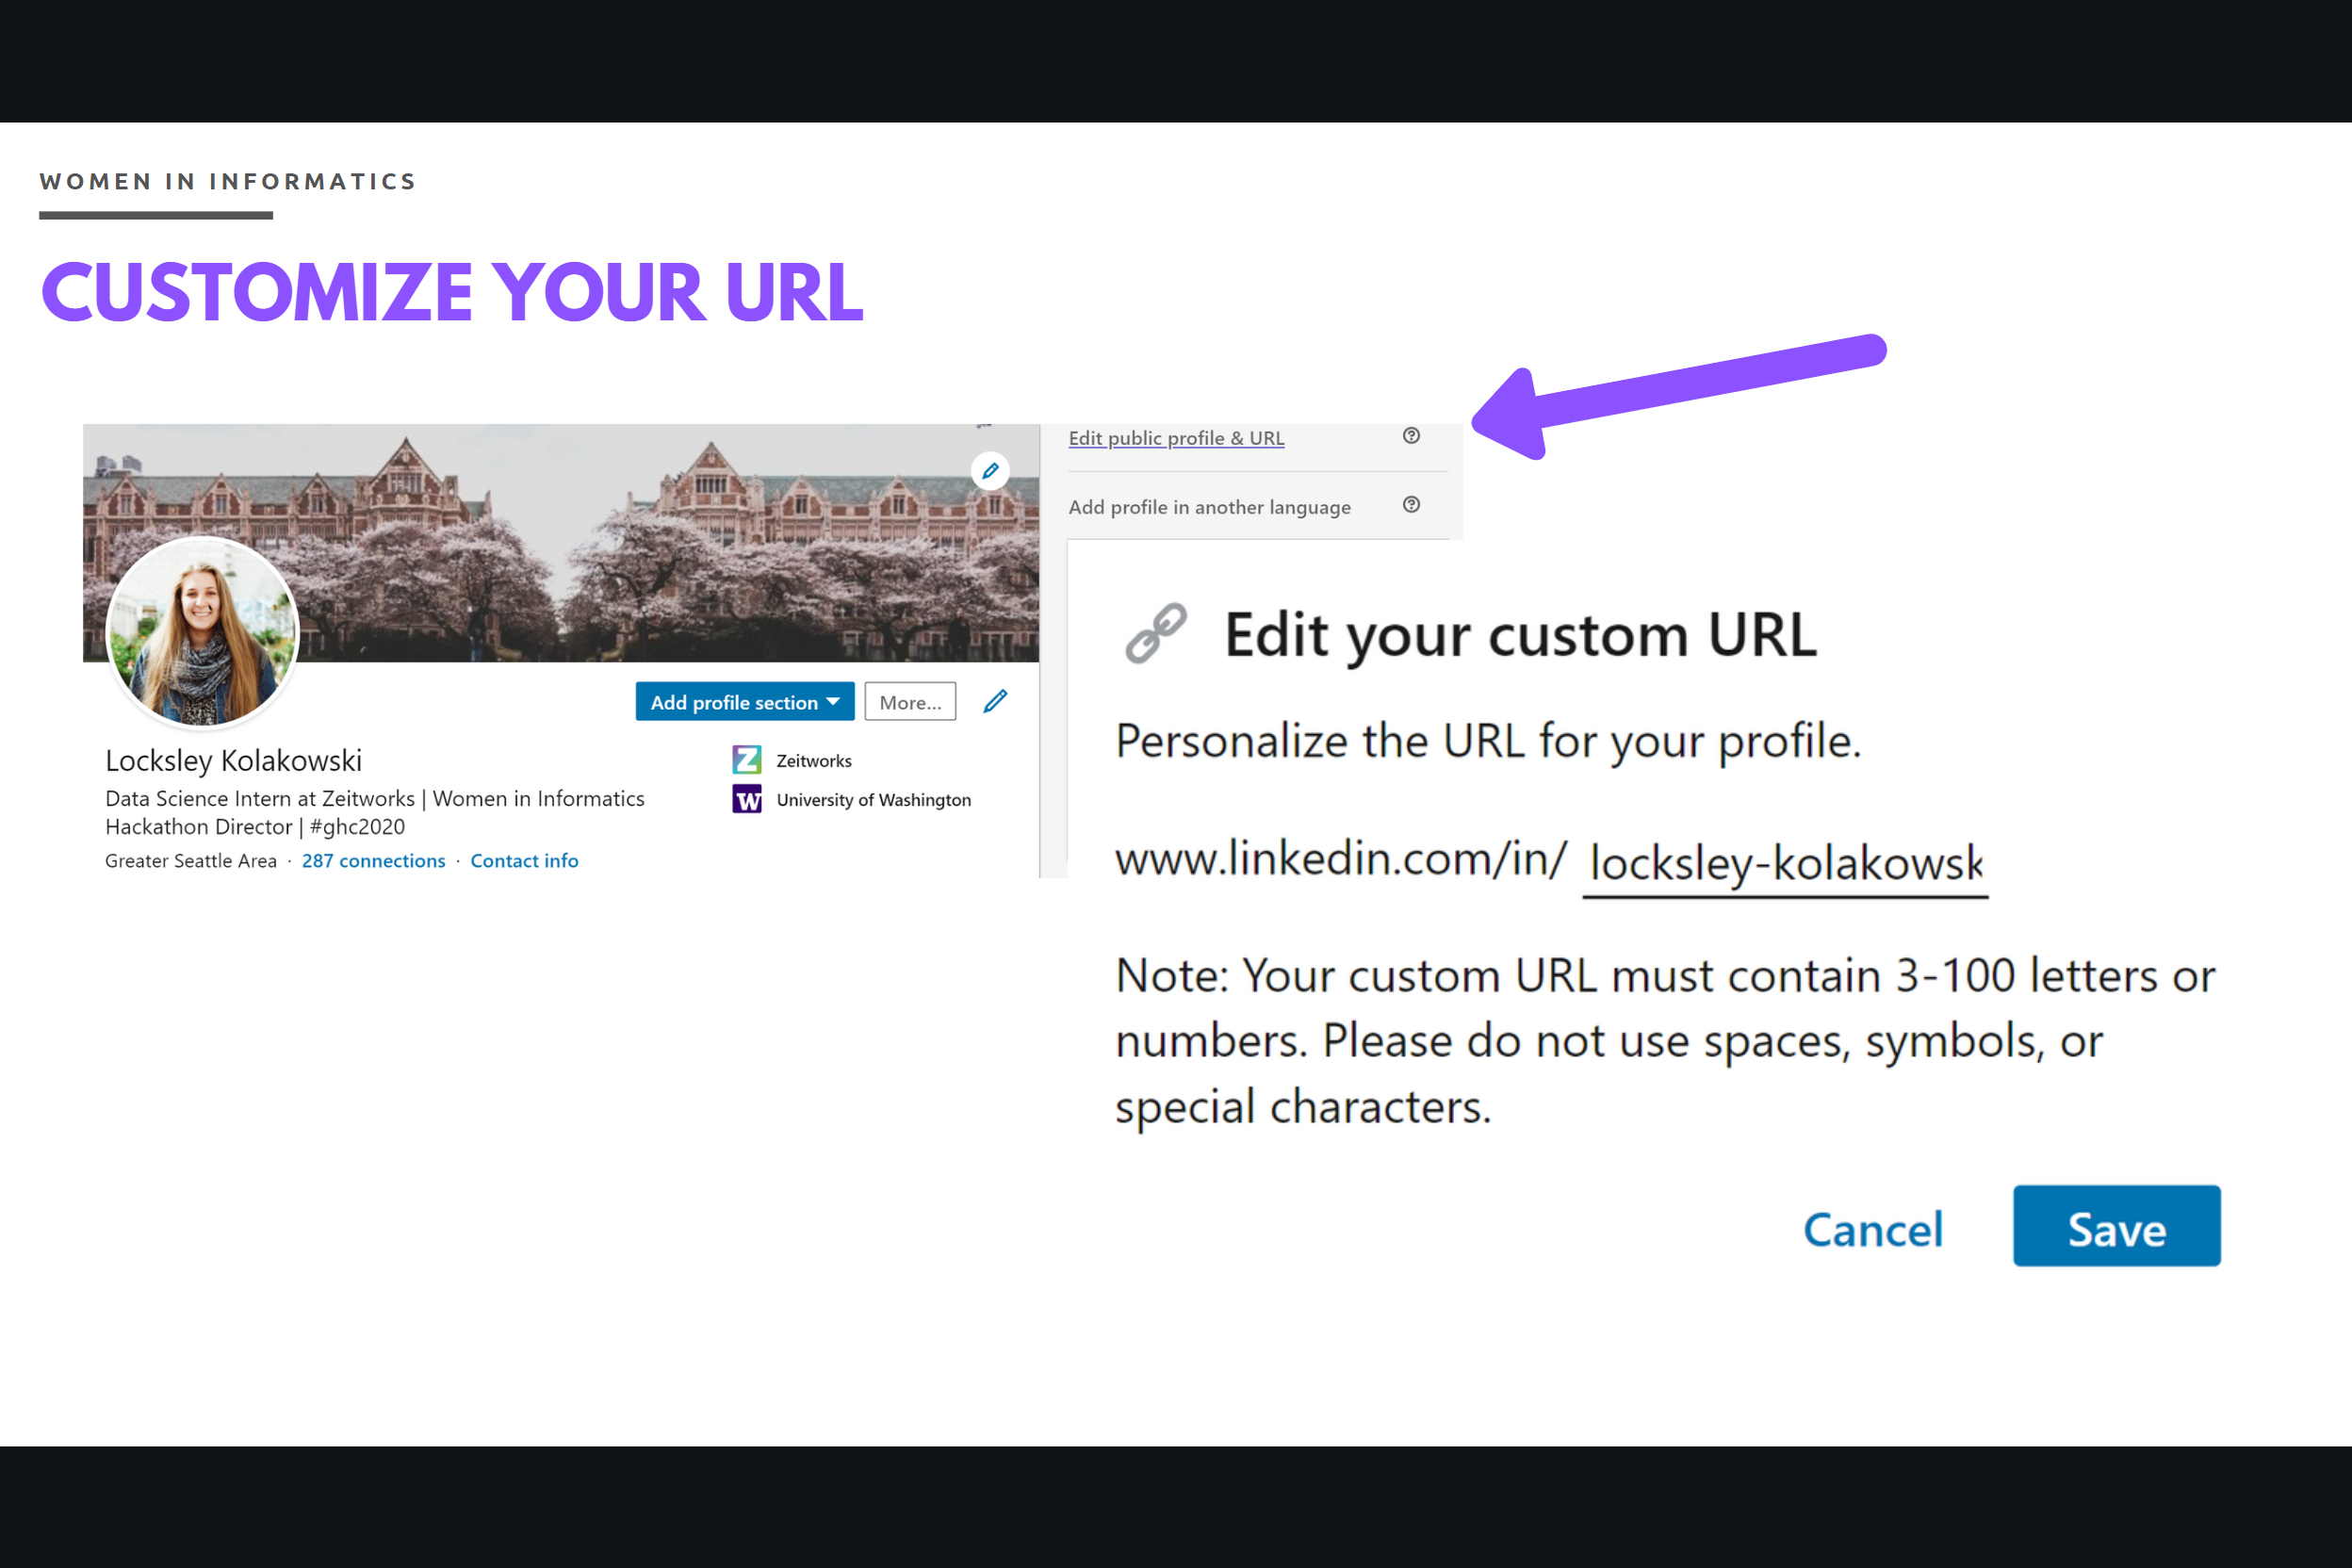 WOMEN IN INFORMATICS
CUSTOMIZE YOUR URL
Edit public profile & URL
Add profile in another language
Add profile section
More...
Locksley Kolakowski
Zeitworks
Data Science Intern at Zeitworks | Women in Informatics
Hackathon Director | #ghc2020
W University of Washington
Greater Seattle Area · 287 connections · Contact info
Edit your custom URL
Personalize the URL for your profile.
www.linkedin.com/in/ locksley-kolakowsk
Note: Your custom URL must contain 3-100 letters or
numbers. Please do not use spaces, symbols, or
special characters.
Cancel
Save